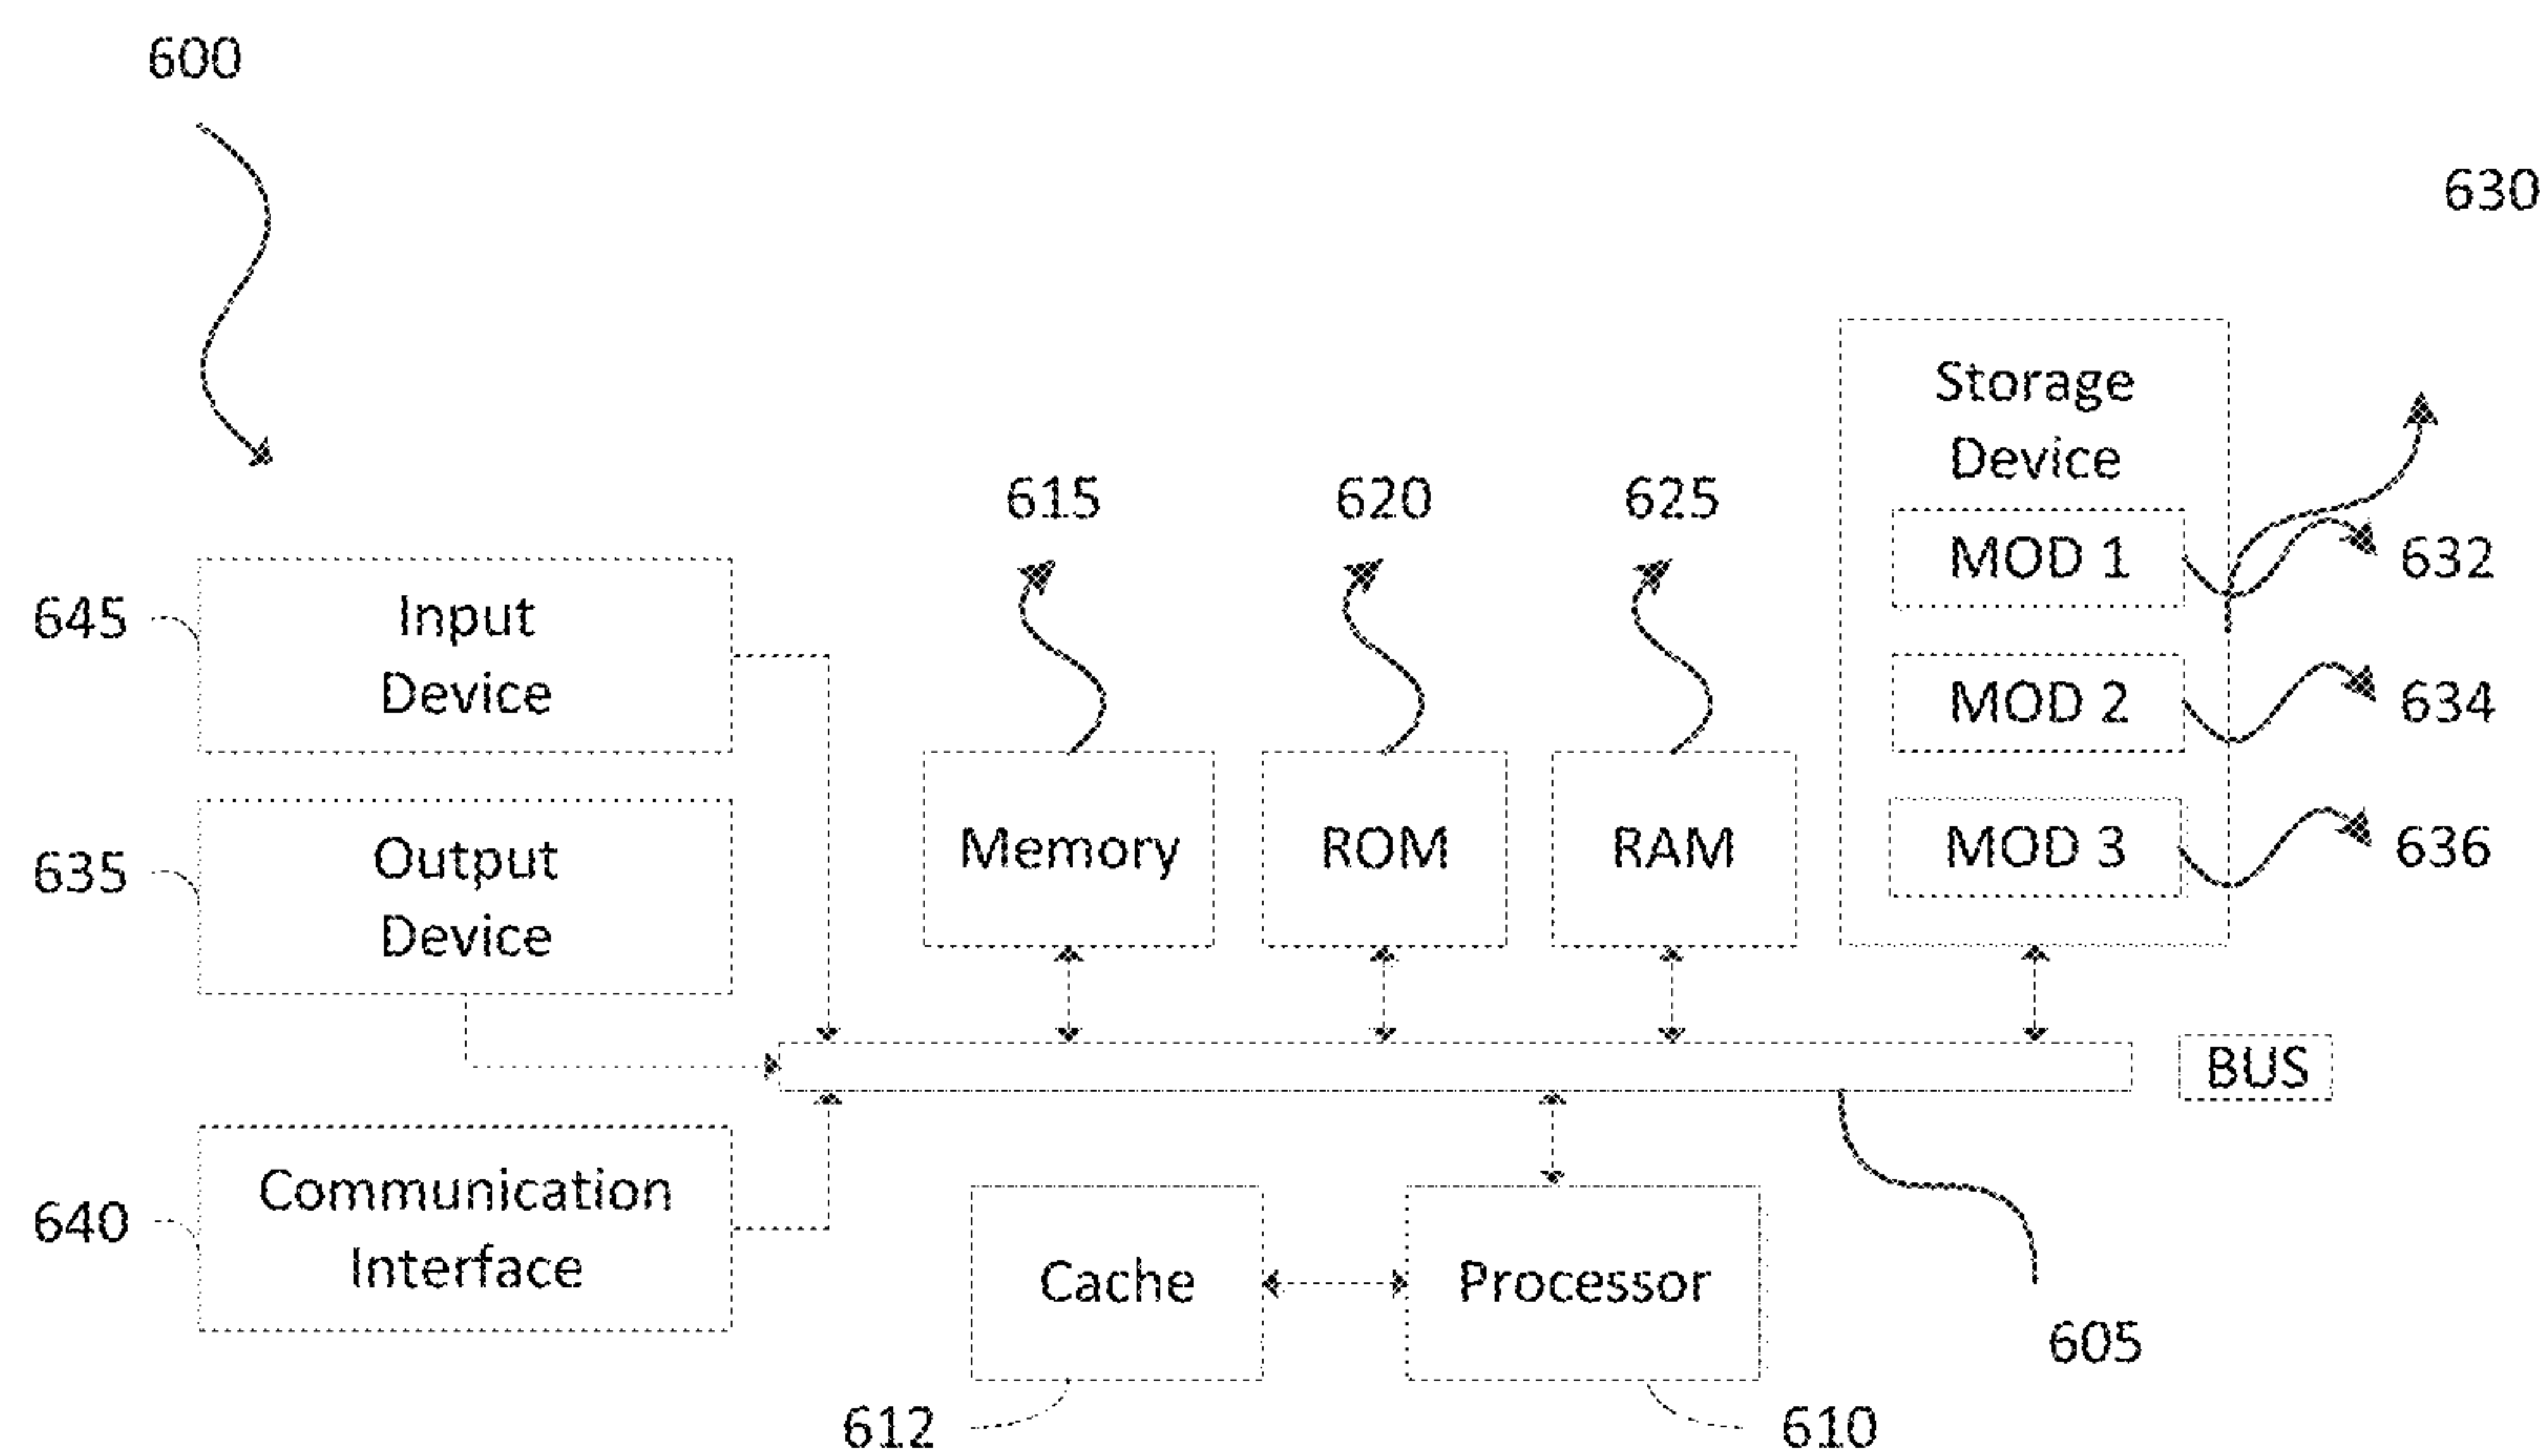 600
630
Storage
Device
615
620
625
MOD 1
632
645
Input
Device
MOD 2
634
635
Output
Device
Memory
ROM
RAM
MOD 3
636
BUS
640
Communication
Interface
Cache
Processor
605
612
610